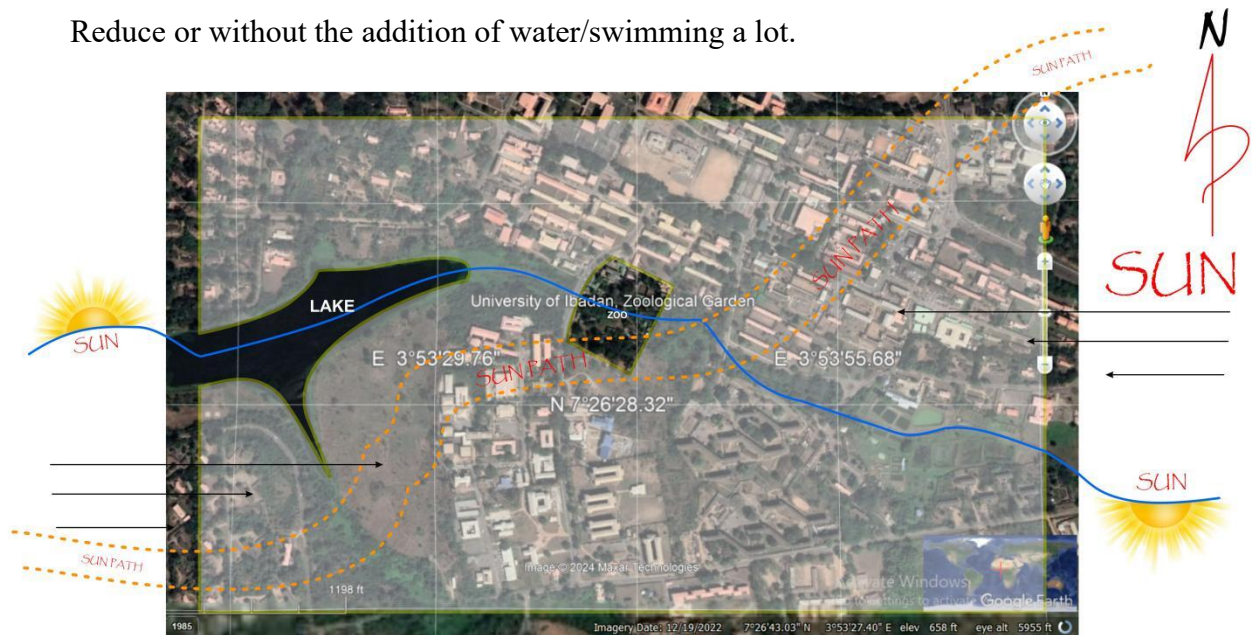 Reduce or without the addition of water/swimming a lot.
N
SUN PATH
SUN PATH
SUN
LAKE
University of Ibadan, Zoological Garden
zoo
SUN
E 3°53'29.76"
SUN PATH
E 3°53'55.68"
N 7°26'28.32"
SUN
SUN PATH
Image © 2024 Maxar Technologies
1198 ft
Google Earth
1985
Imagery Date: 12/19/2022 7°26'43.03" N 3°53'27.40" E elev 658 ft eye alt 5955 ft